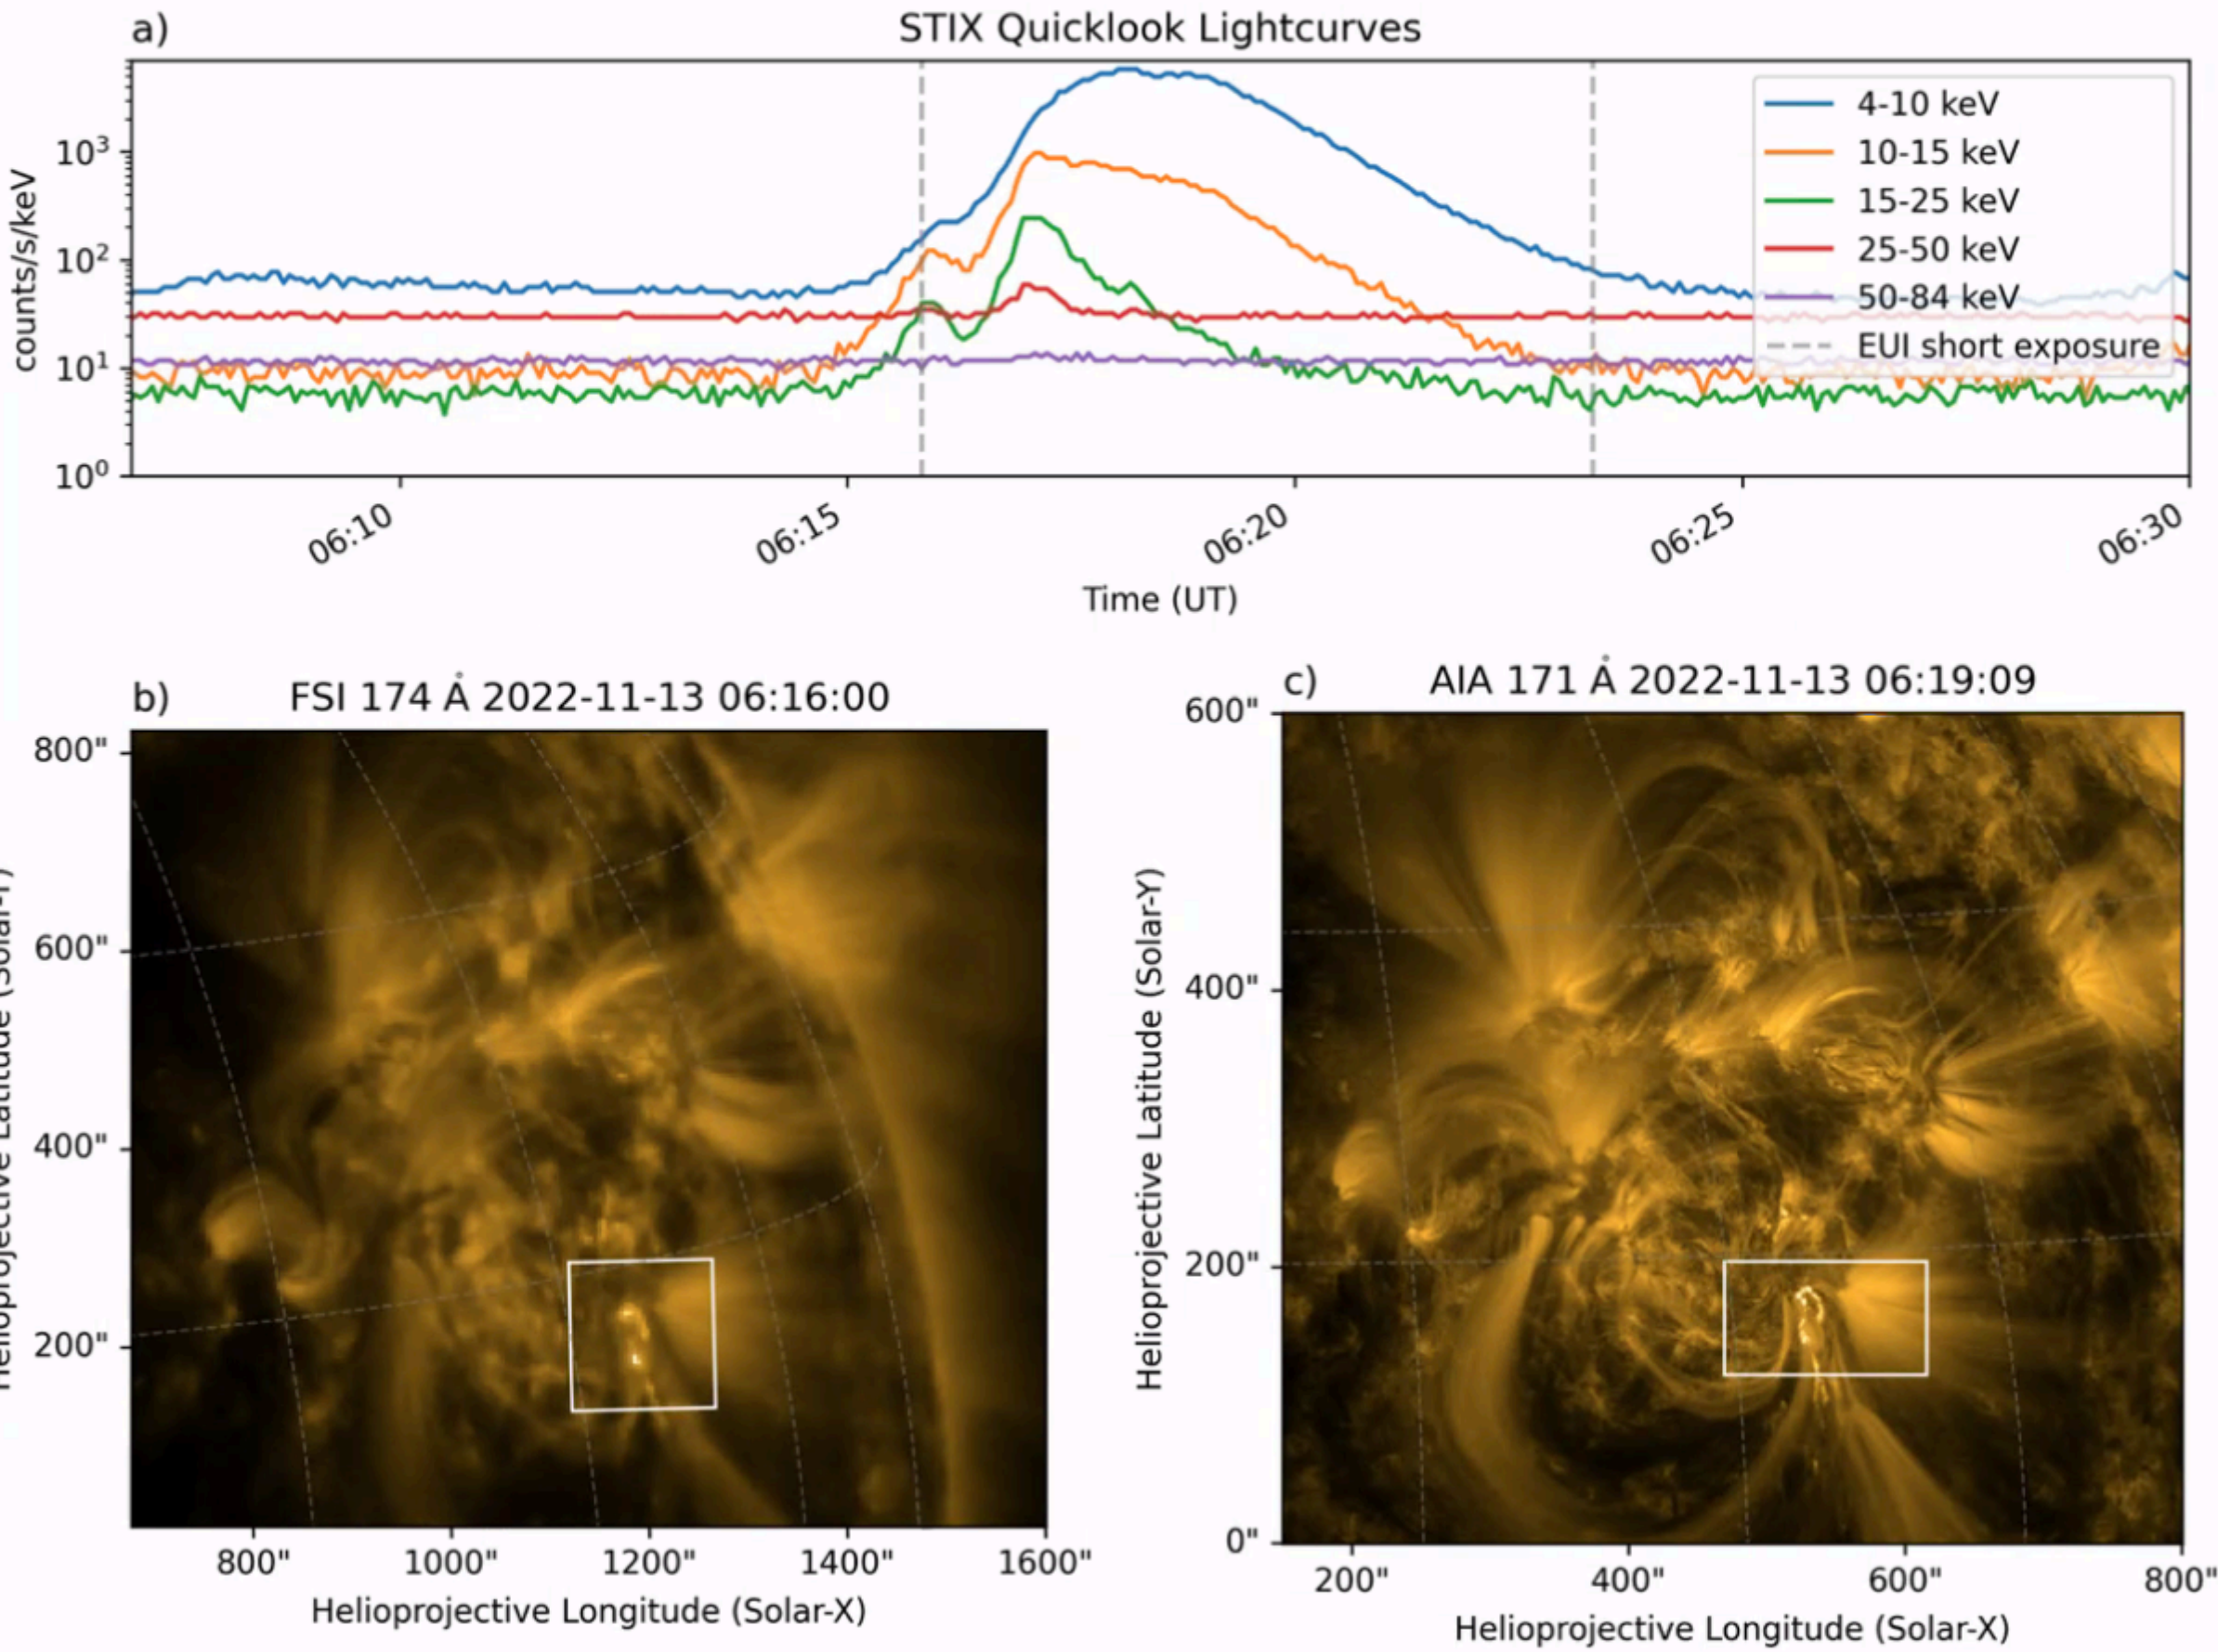 a)
STIX Quicklook Lightcurves
counts/s/keV
10³
10²
10¹
10⁰
4-10 keV
10-15 keV
15-25 keV
25-50 keV
50-84 keV
EUI short exposure
06:10
06:15
06:20
06:25
06:30
Time (UT)
b)
FSI 174 Å 2022-11-13 06:16:00
800"
600"
400"
200"
Helioprojective Latitude (Solar-Y)
800"
1000"
1200"
1400"
1600"
Helioprojective Longitude (Solar-X)
c)
AIA 171 Å 2022-11-13 06:19:09
600"
400"
200"
0"
Helioprojective Latitude (Solar-Y)
200"
400"
600"
800"
Helioprojective Longitude (Solar-X)